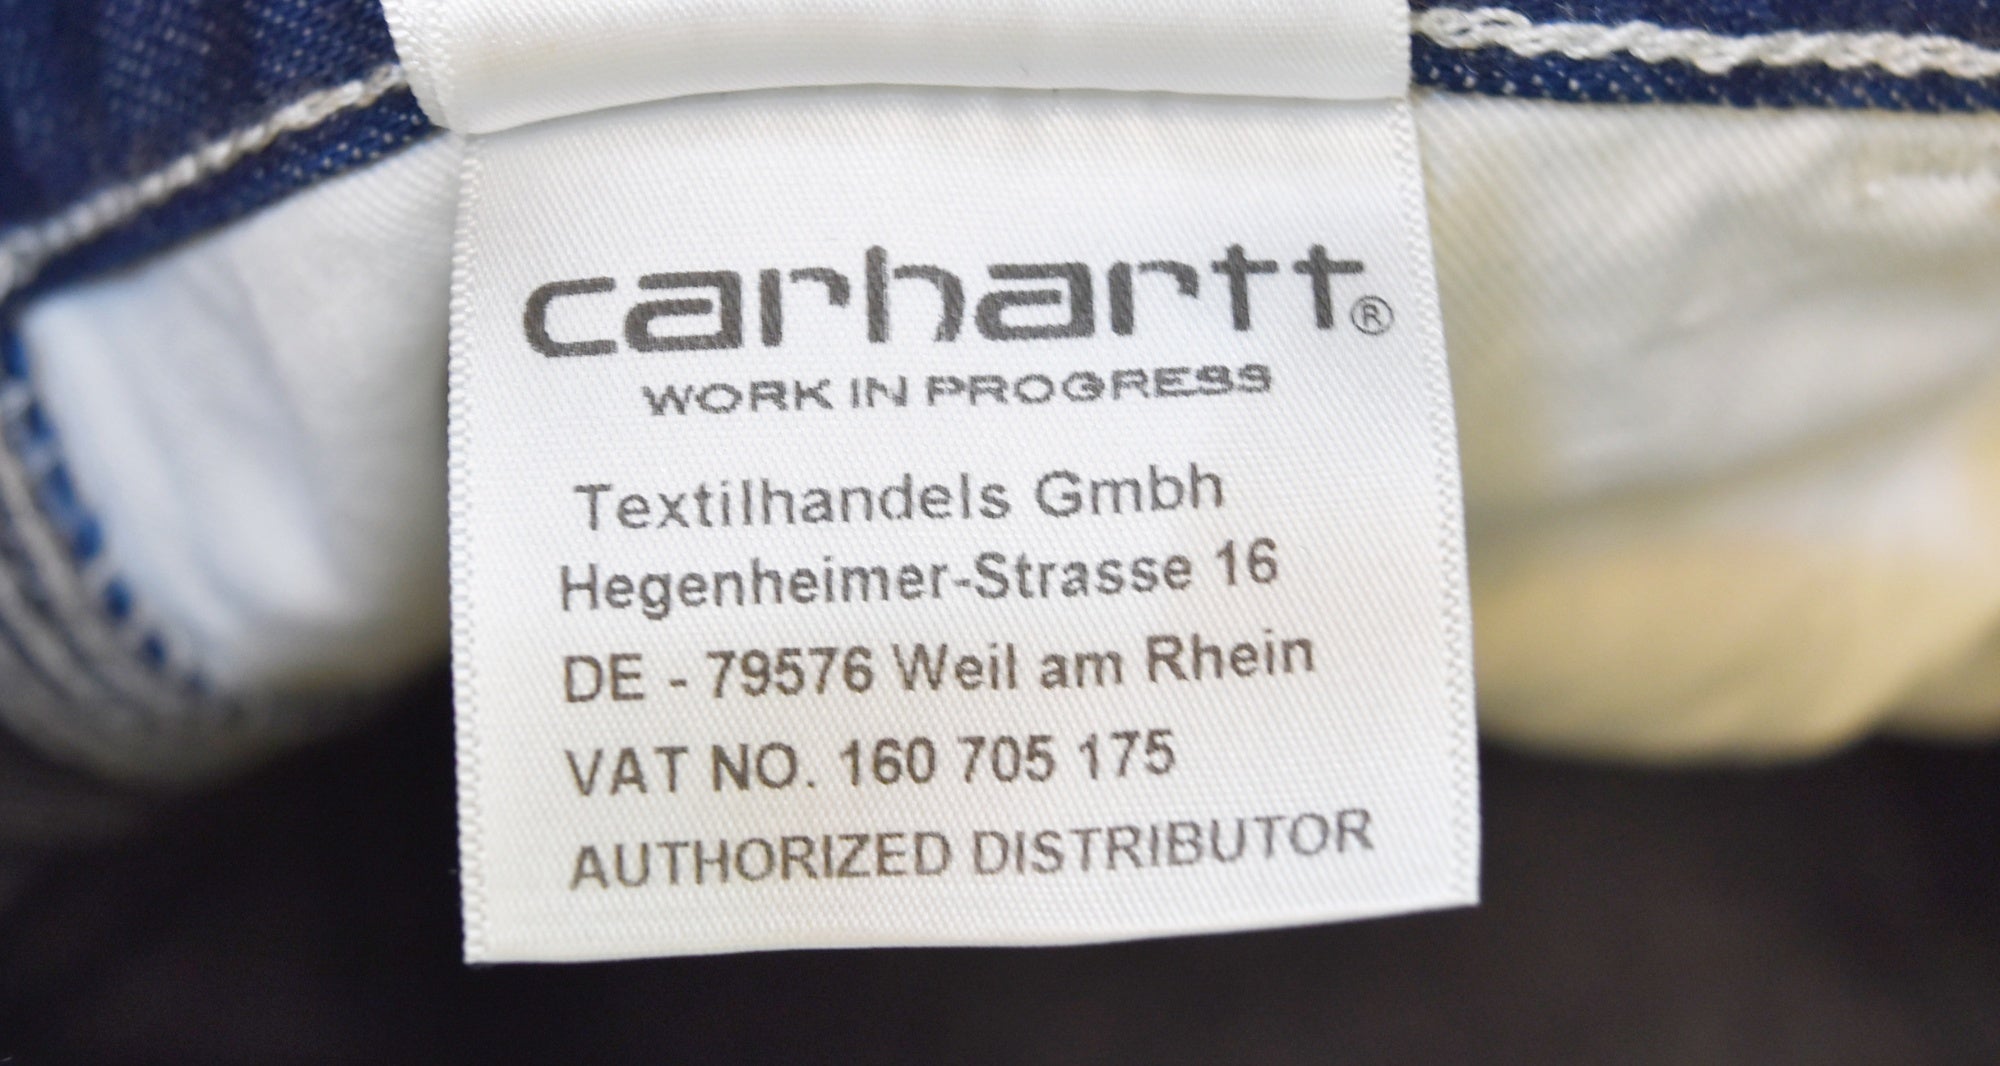 carhartt®
WORK IN PROGRESS
Textilhandels Gmbh
Hegenheimer-Strasse 16
DE - 79576 Weil am Rhein
VAT NO. 160 705 175
AUTHORIZED DISTRIBUTOR